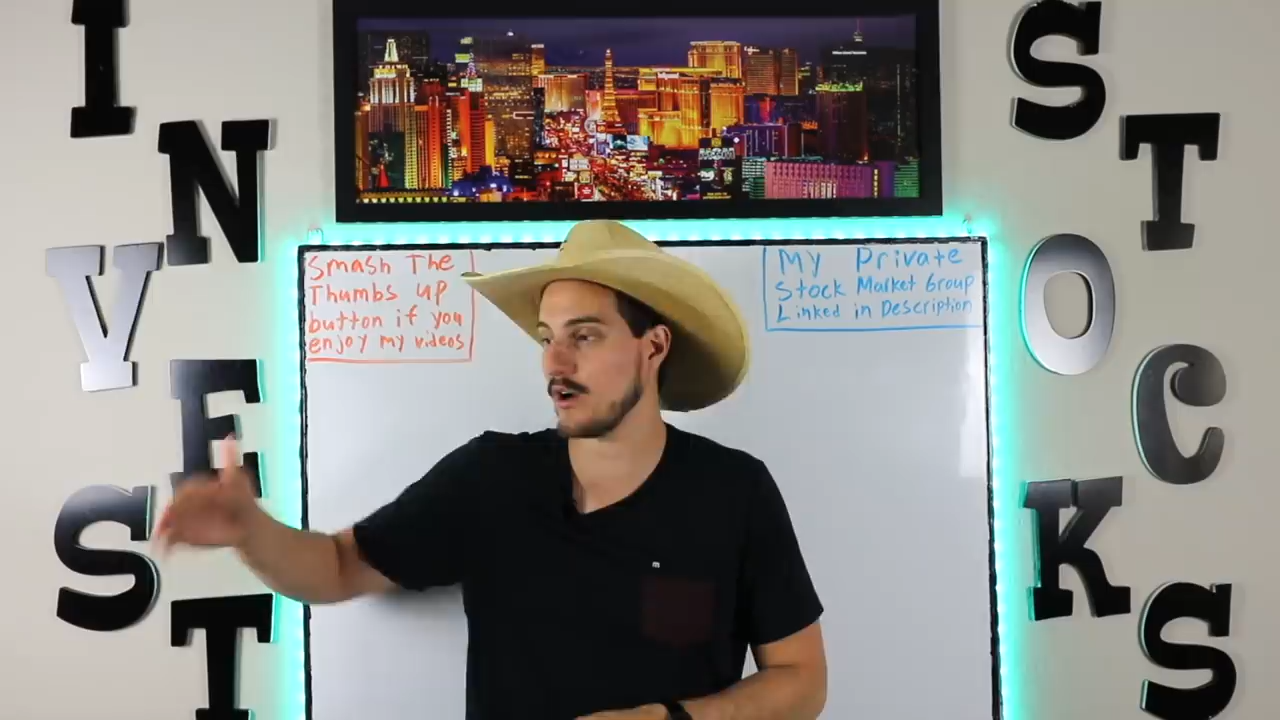 INVEST
Smash The
Thumbs up
button if you
enjoy my videos
My Private
Stock Market Group
Linked in Description
STOCKS